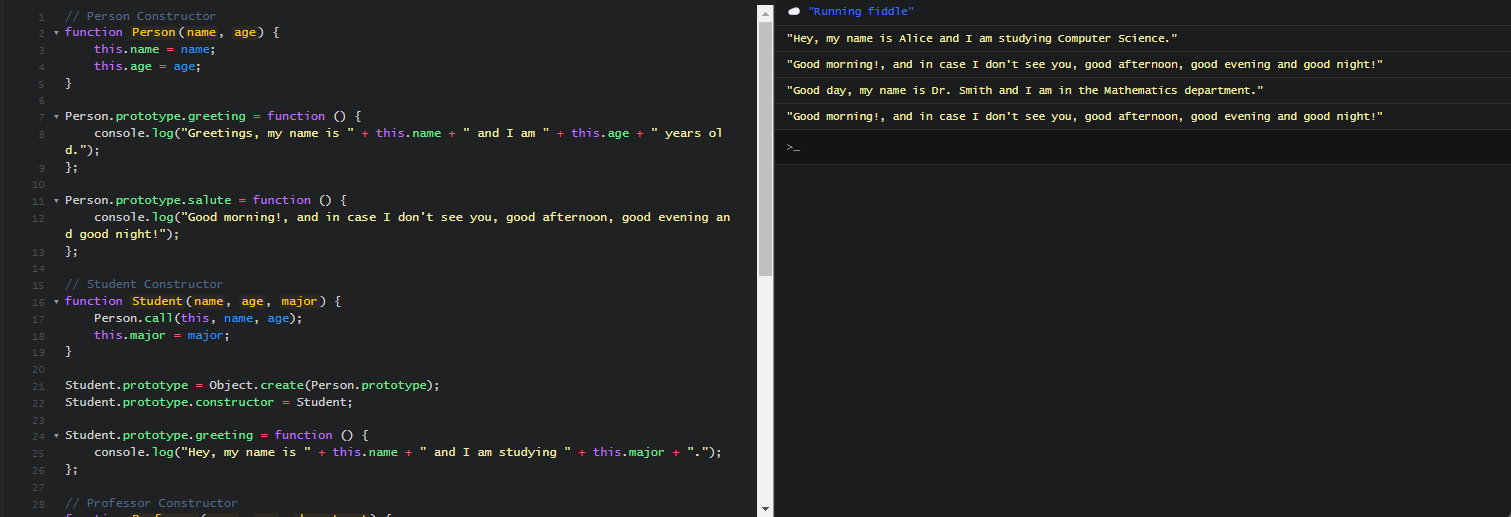 1 // Person Constructor
2 function Person(name, age) {
3 this.name = name;
4 this.age = age;
5 }
6
7 Person.prototype.greeting = function () {
8 console.log("Greetings, my name is " + this.name + " and I am " + this.age + " years ol
d.");
9 };
10
11 Person.prototype.salute = function () {
12 console.log("Good morning!, and in case I don't see you, good afternoon, good evening an
d good night!");
13 };
14
15 // Student Constructor
16 function Student(name, age, major) {
17 Person.call(this, name, age);
18 this.major = major;
19 }
20
21 Student.prototype = Object.create(Person.prototype);
22 Student.prototype.constructor = Student;
23
24 Student.prototype.greeting = function () {
25 console.log("Hey, my name is " + this.name + " and I am studying " + this.major + ".");
26 };
27
28 // Professor Constructor
"Running fiddle"
"Hey, my name is Alice and I am studying Computer Science."
"Good morning!, and in case I don't see you, good afternoon, good evening and good night!"
"Good day, my name is Dr. Smith and I am in the Mathematics department."
"Good morning!, and in case I don't see you, good afternoon, good evening and good night!"
>_